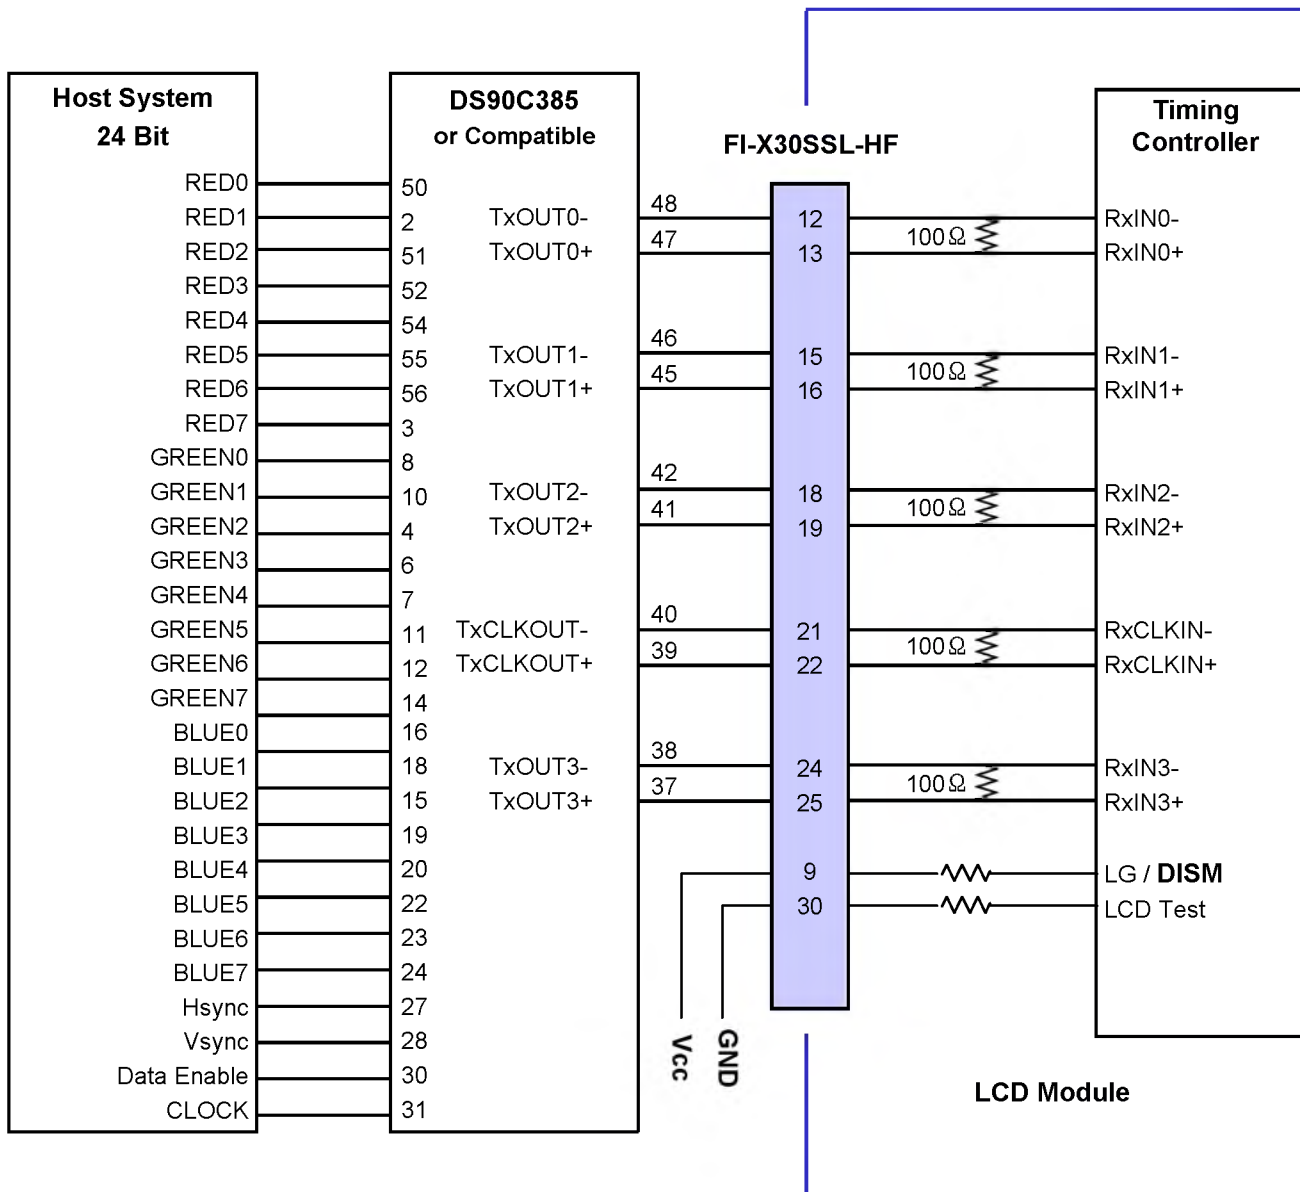 Host System
24 Bit
RED0
RED1
RED2
RED3
RED4
RED5
RED6
RED7
GREEN0
GREEN1
GREEN2
GREEN3
GREEN4
GREEN5
GREEN6
GREEN7
BLUE0
BLUE1
BLUE2
BLUE3
BLUE4
BLUE5
BLUE6
BLUE7
Hsync
Vsync
Data Enable
CLOCK
DS90C385
or Compatible
50
2
51
52
54
55
56
3
8
10
4
6
7
11
12
14
16
18
15
19
20
22
23
24
27
28
30
31
TxOUT0-
TxOUT0+
TxOUT1-
TxOUT1+
TxOUT2-
TxOUT2+
TxCLKOUT-
TxCLKOUT+
TxOUT3-
TxOUT3+
48
47
46
45
42
41
40
39
38
37
Vcc
GND
FI-X30SSL-HF
12
13
15
16
18
19
21
22
24
25
9
30
100Ω
100Ω
100Ω
100Ω
100Ω
Timing
Controller
RxIN0-
RxIN0+
RxIN1-
RxIN1+
RxIN2-
RxIN2+
RxCLKIN-
RxCLKIN+
RxIN3-
RxIN3+
LG / DISM
LCD Test
LCD Module